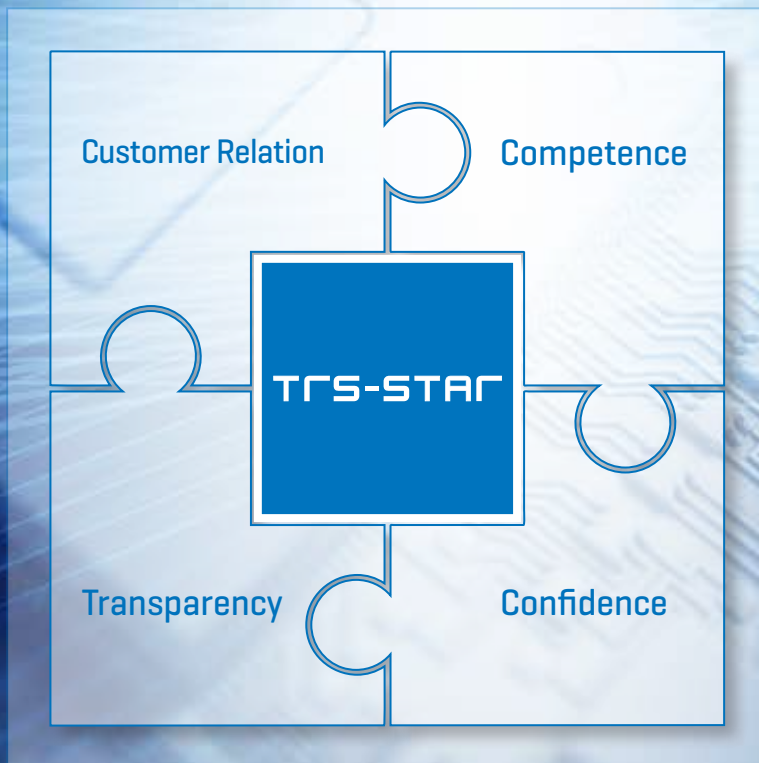 Customer Relation
Competence
TRS-STAR
Transparency
Confidence